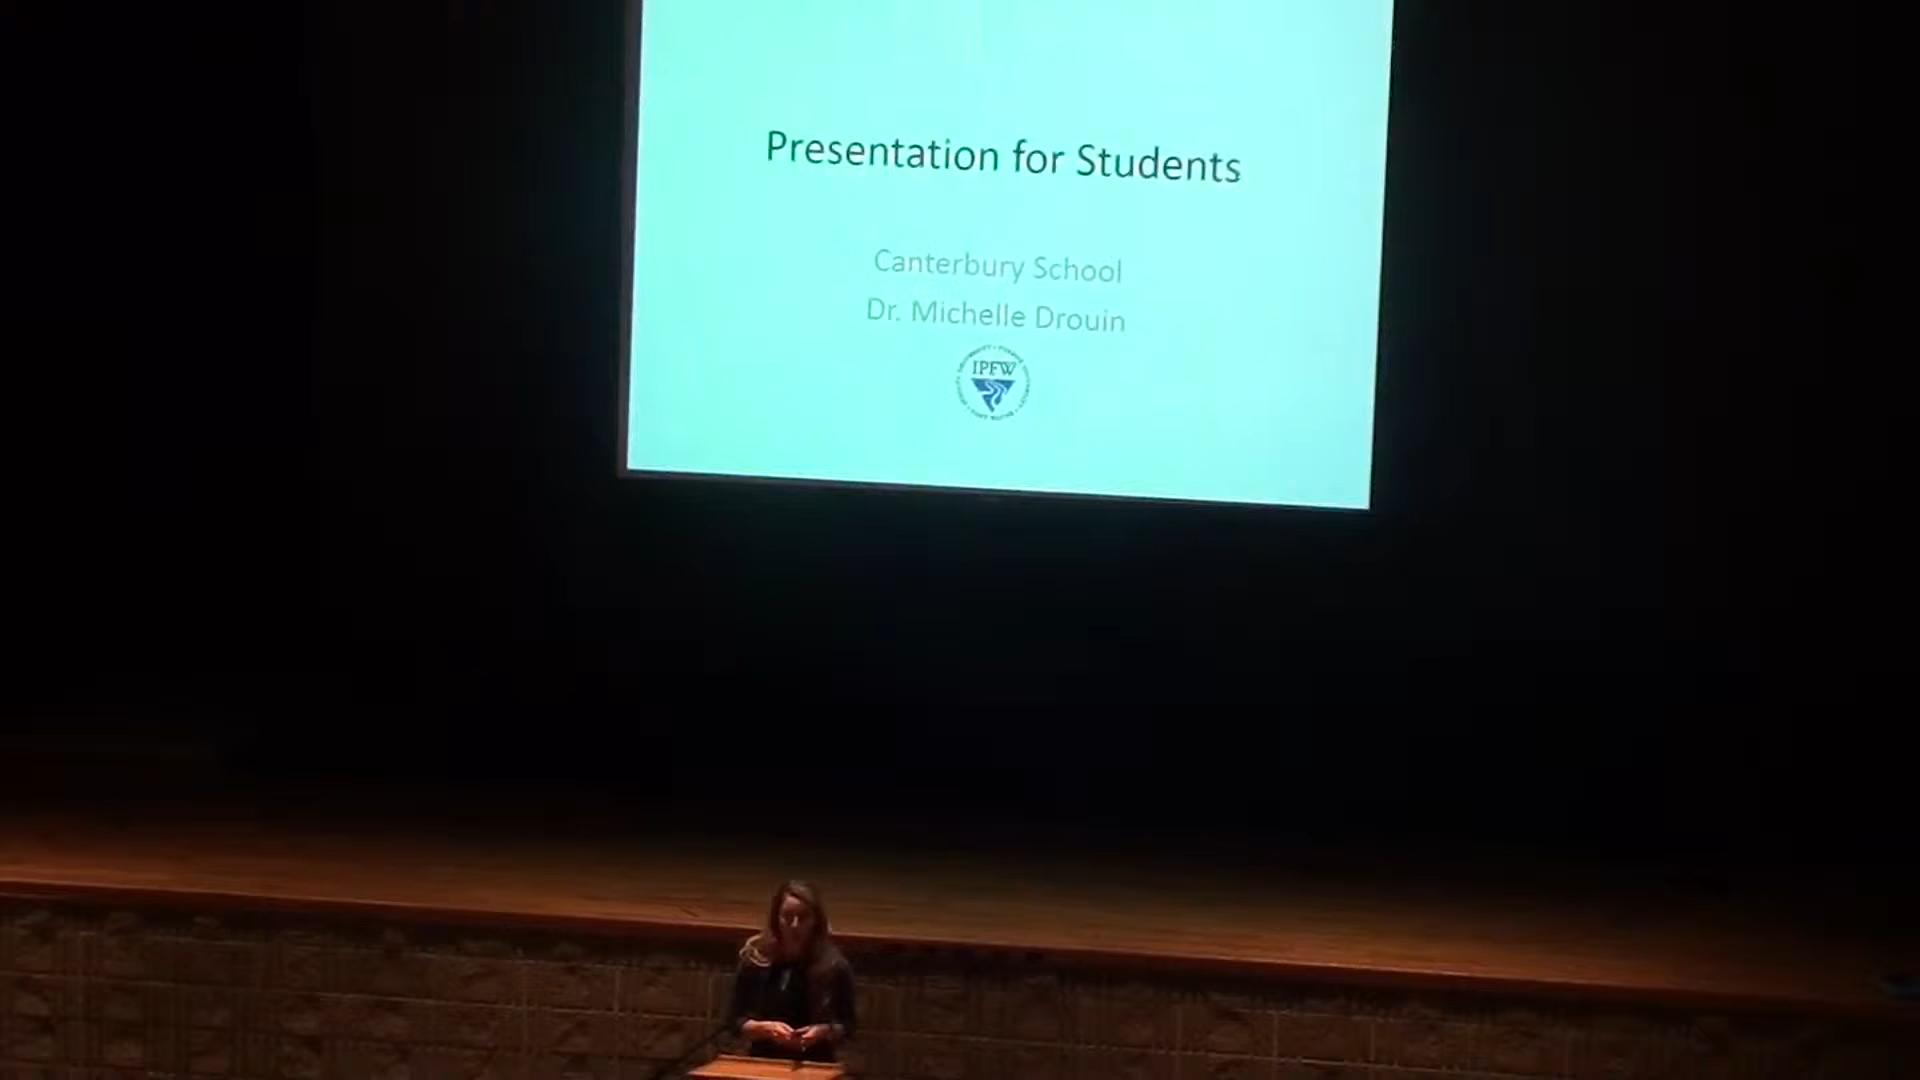 Presentation for Students
Canterbury School
Dr. Michelle Drouin
IPFW